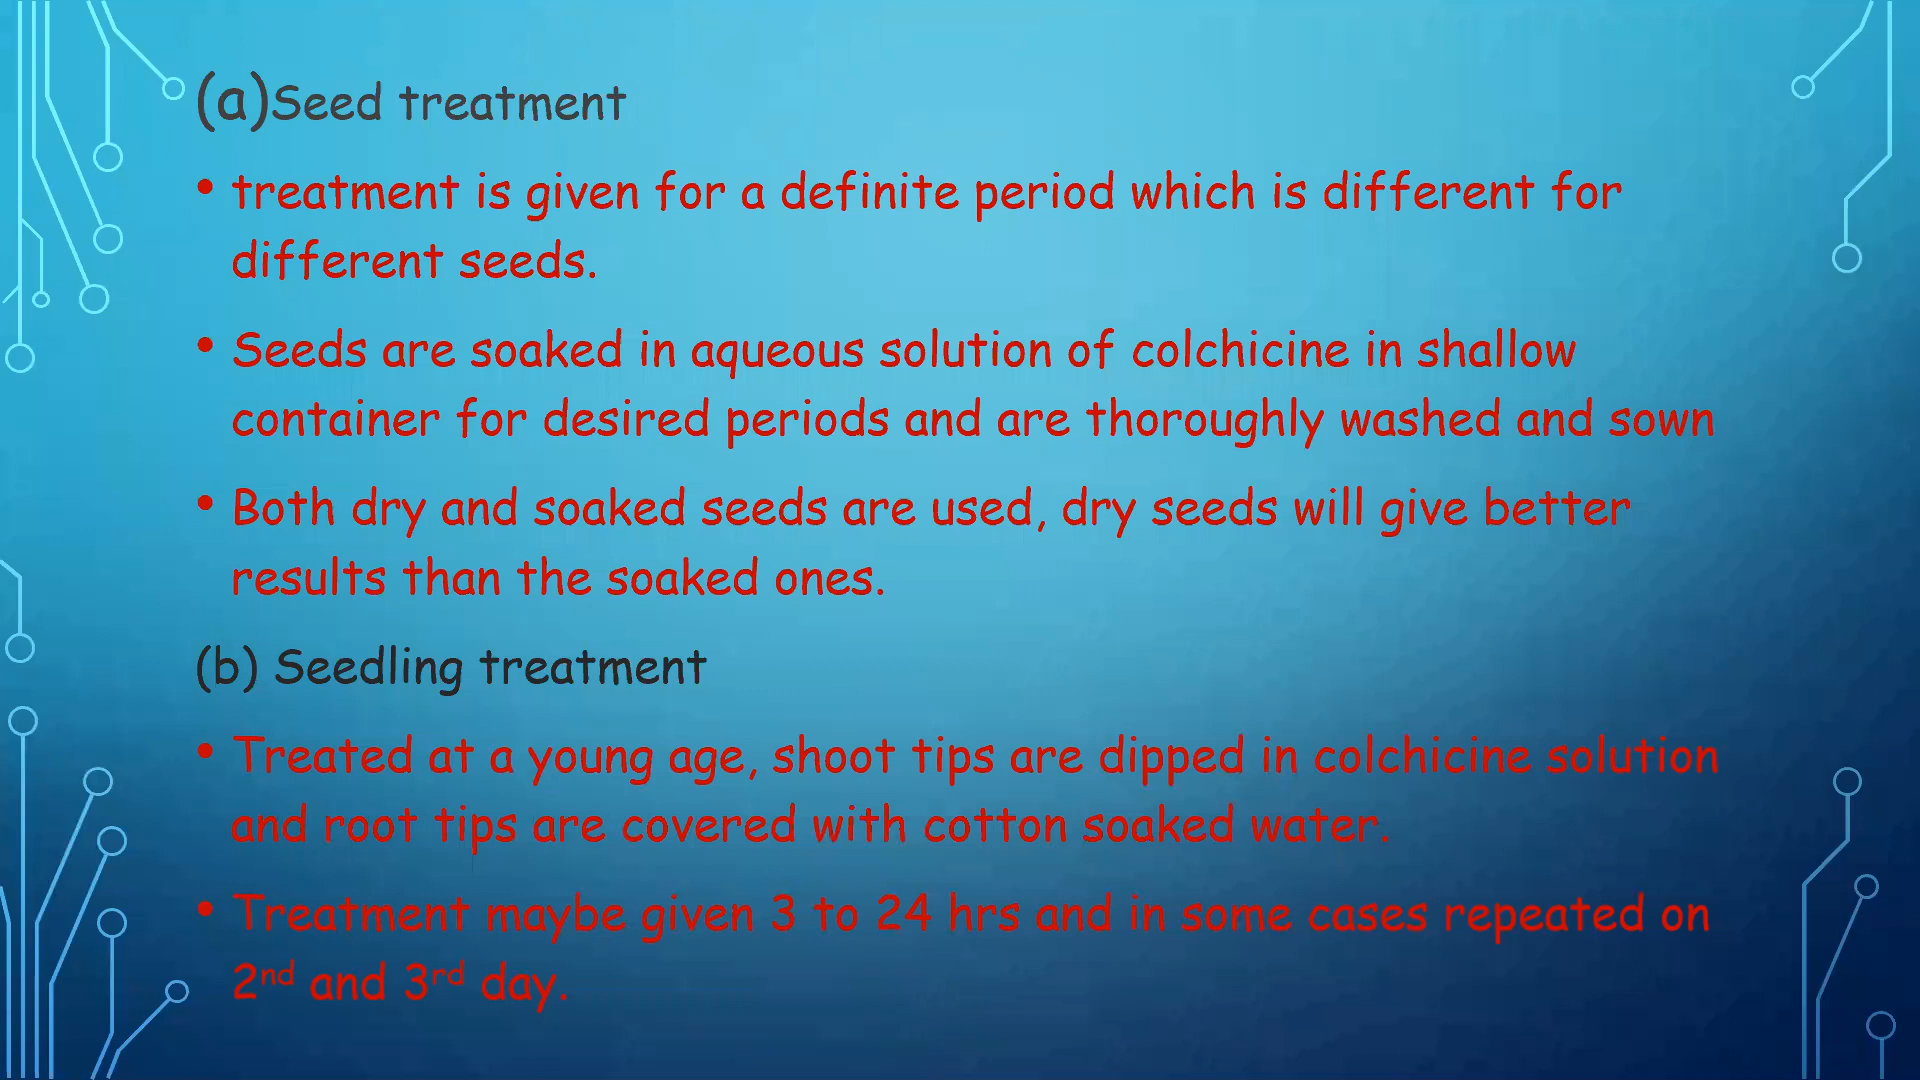 (a)Seed treatment
• treatment is given for a definite period which is different for
different seeds.
• Seeds are soaked in aqueous solution of colchicine in shallow
container for desired periods and are thoroughly washed and sown
• Both dry and soaked seeds are used, dry seeds will give better
results than the soaked ones.
(b) Seedling treatment
• Treated at a young age, shoot tips are dipped in colchicine solution
and root tips are covered with cotton soaked water.
• Treatment maybe given 3 to 24 hrs and in some cases repeated on
2nd and 3rd day.